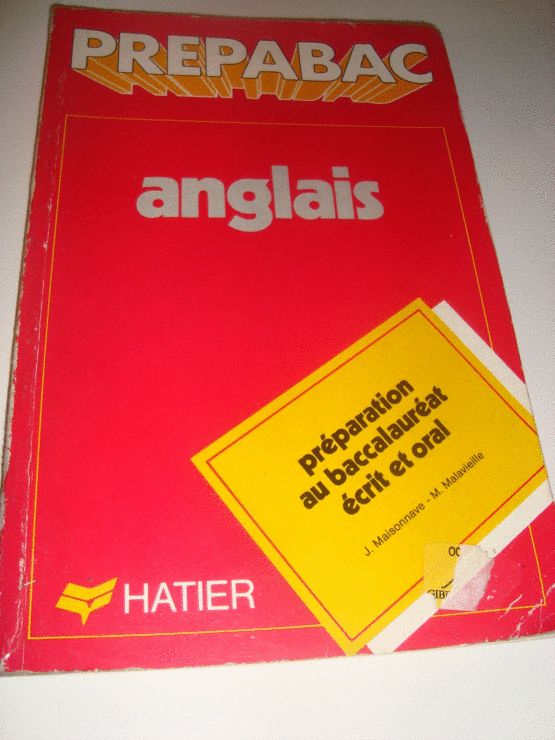 PREPABAC
anglais
préparation
au baccalauréat
écrit et oral
J. Maisonnave - M. Malavieille
HATIER